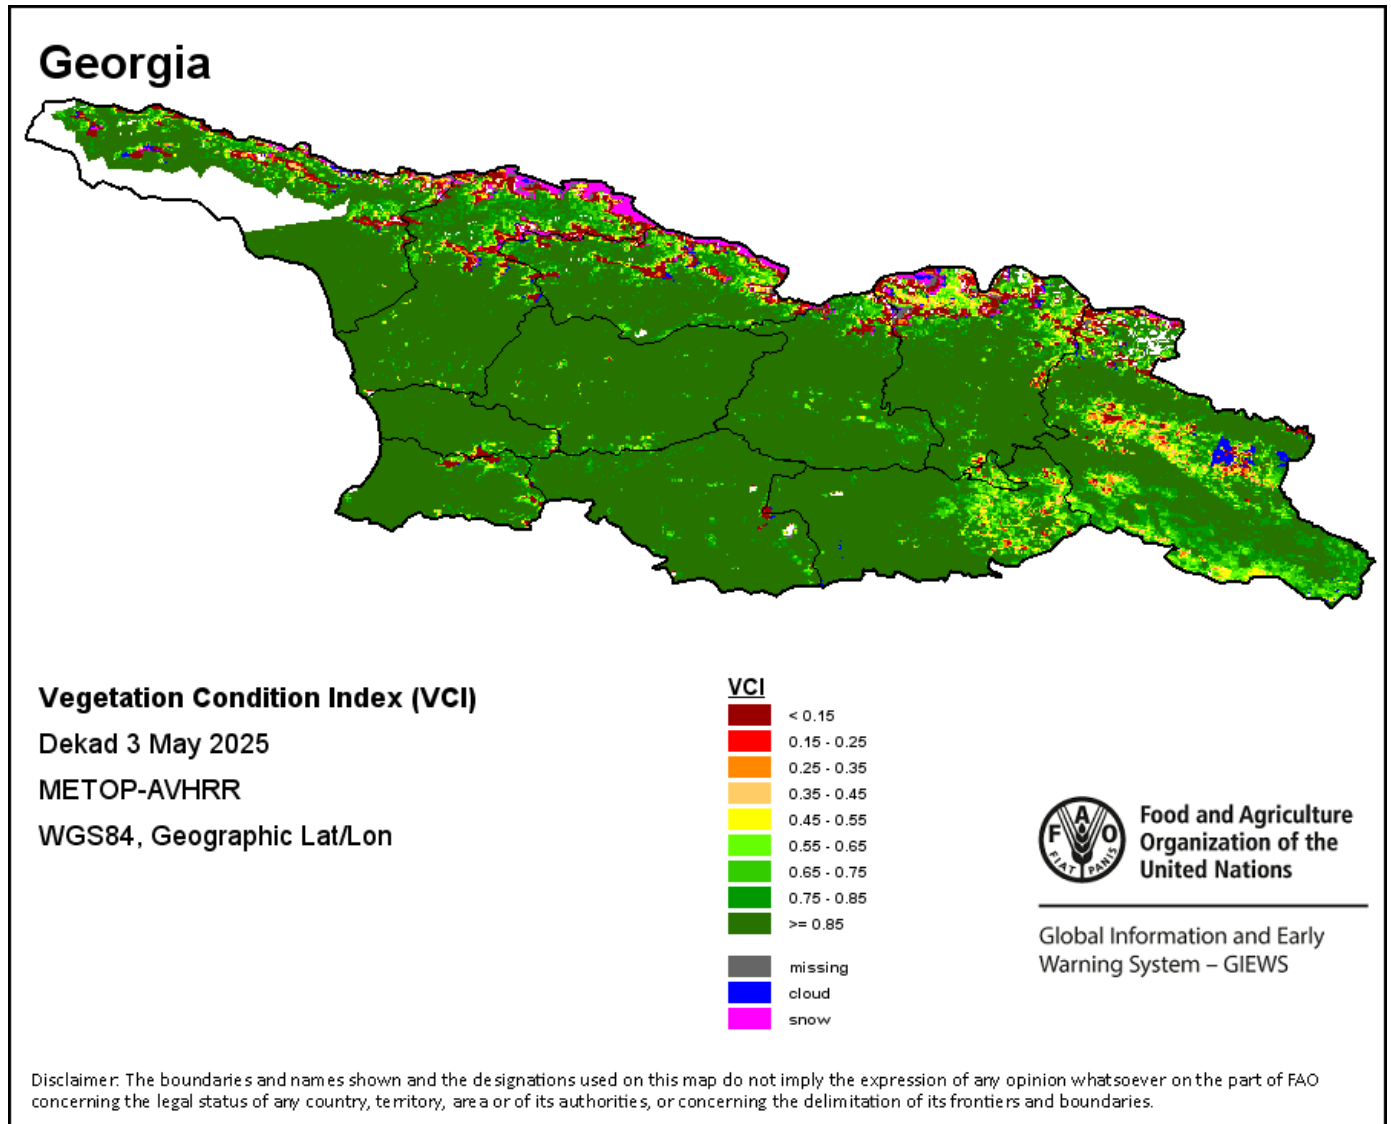 Georgia
Vegetation Condition Index (VCI)
Dekad 3 May 2025
METOP-AVHRR
WGS84, Geographic Lat/Lon
VCI
< 0.15
0.15 - 0.25
0.25 - 0.35
0.35 - 0.45
0.45 - 0.55
0.55 - 0.65
0.65 - 0.75
0.75 - 0.85
>= 0.85
missing
cloud
snow
F A O
FIAT PANIS
Food and Agriculture
Organization of the
United Nations
Global Information and Early
Warning System – GIEWS
Disclaimer: The boundaries and names shown and the designations used on this map do not imply the expression of any opinion whatsoever on the part of FAO
concerning the legal status of any country, territory, area or of its authorities, or concerning the delimitation of its frontiers and boundaries.